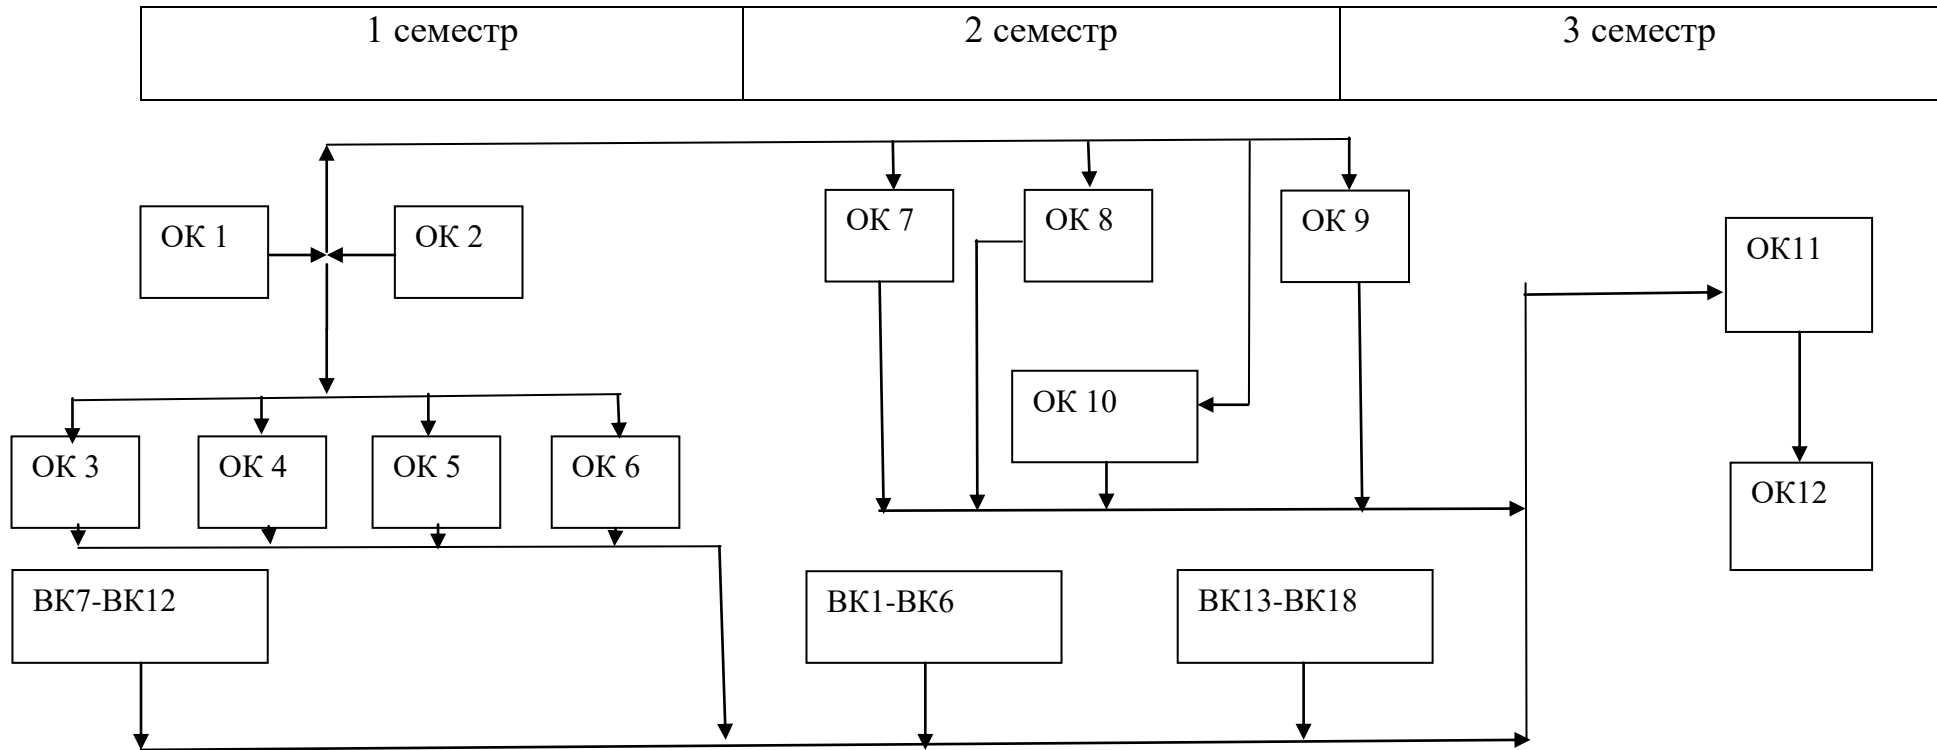 1 семестр
2 семестр
3 семестр
ОК 1
ОК 2
ОК 7
ОК 8
ОК 9
ОК11
ОК 10
ОК 3
ОК 4
ОК 5
ОК 6
ОК12
ВК7-ВК12
ВК1-ВК6
ВК13-ВК18